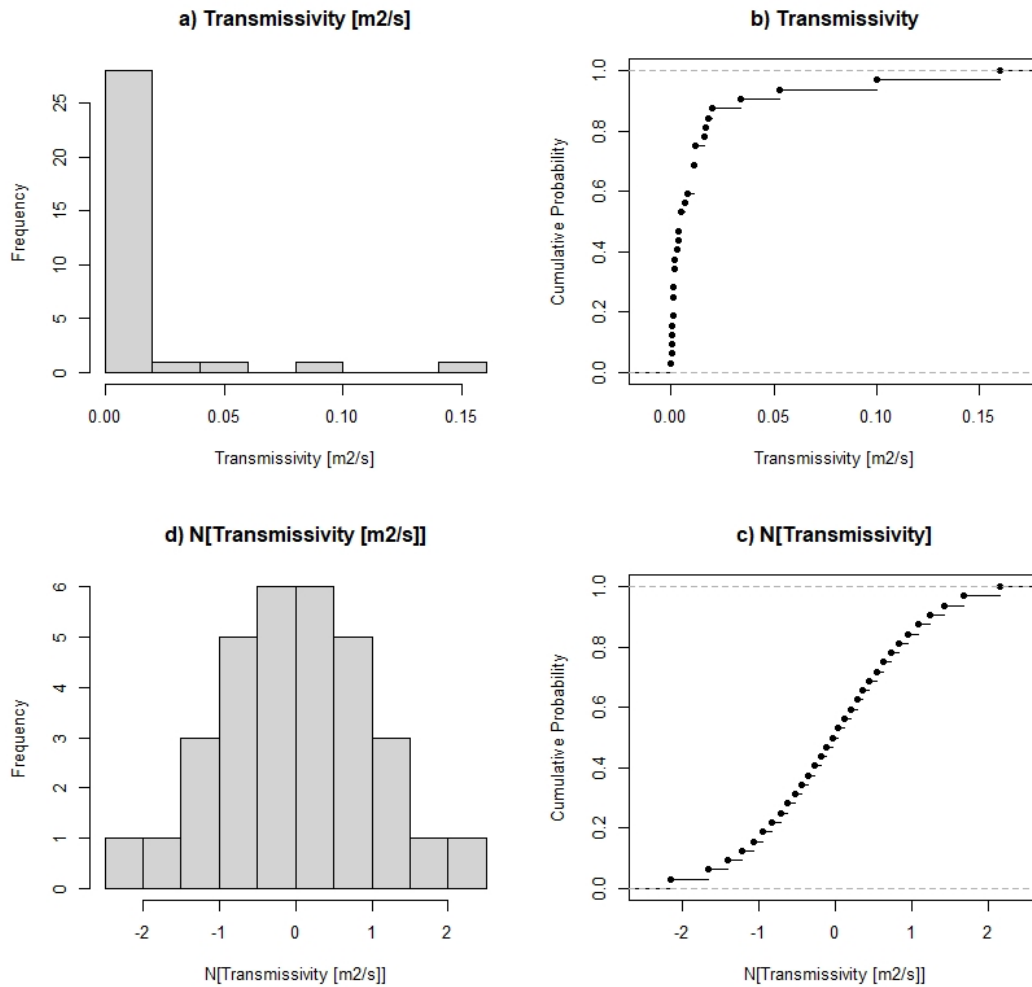 a) Transmissivity [m2/s]
Frequency
25
20
15
10
5
0
0.00 0.05 0.10 0.15
Transmissivity [m2/s]
b) Transmissivity
Cumulative Probability
1.0
0.8
0.6
0.4
0.2
0.0
0.00 0.05 0.10 0.15
Transmissivity [m2/s]
d) N[Transmissivity [m2/s]]
Frequency
6
5
4
3
2
1
0
-2 -1 0 1 2
N[Transmissivity [m2/s]]
c) N[Transmissivity]
Cumulative Probability
1.0
0.8
0.6
0.4
0.2
0.0
-2 -1 0 1 2
N[Transmissivity [m2/s]]